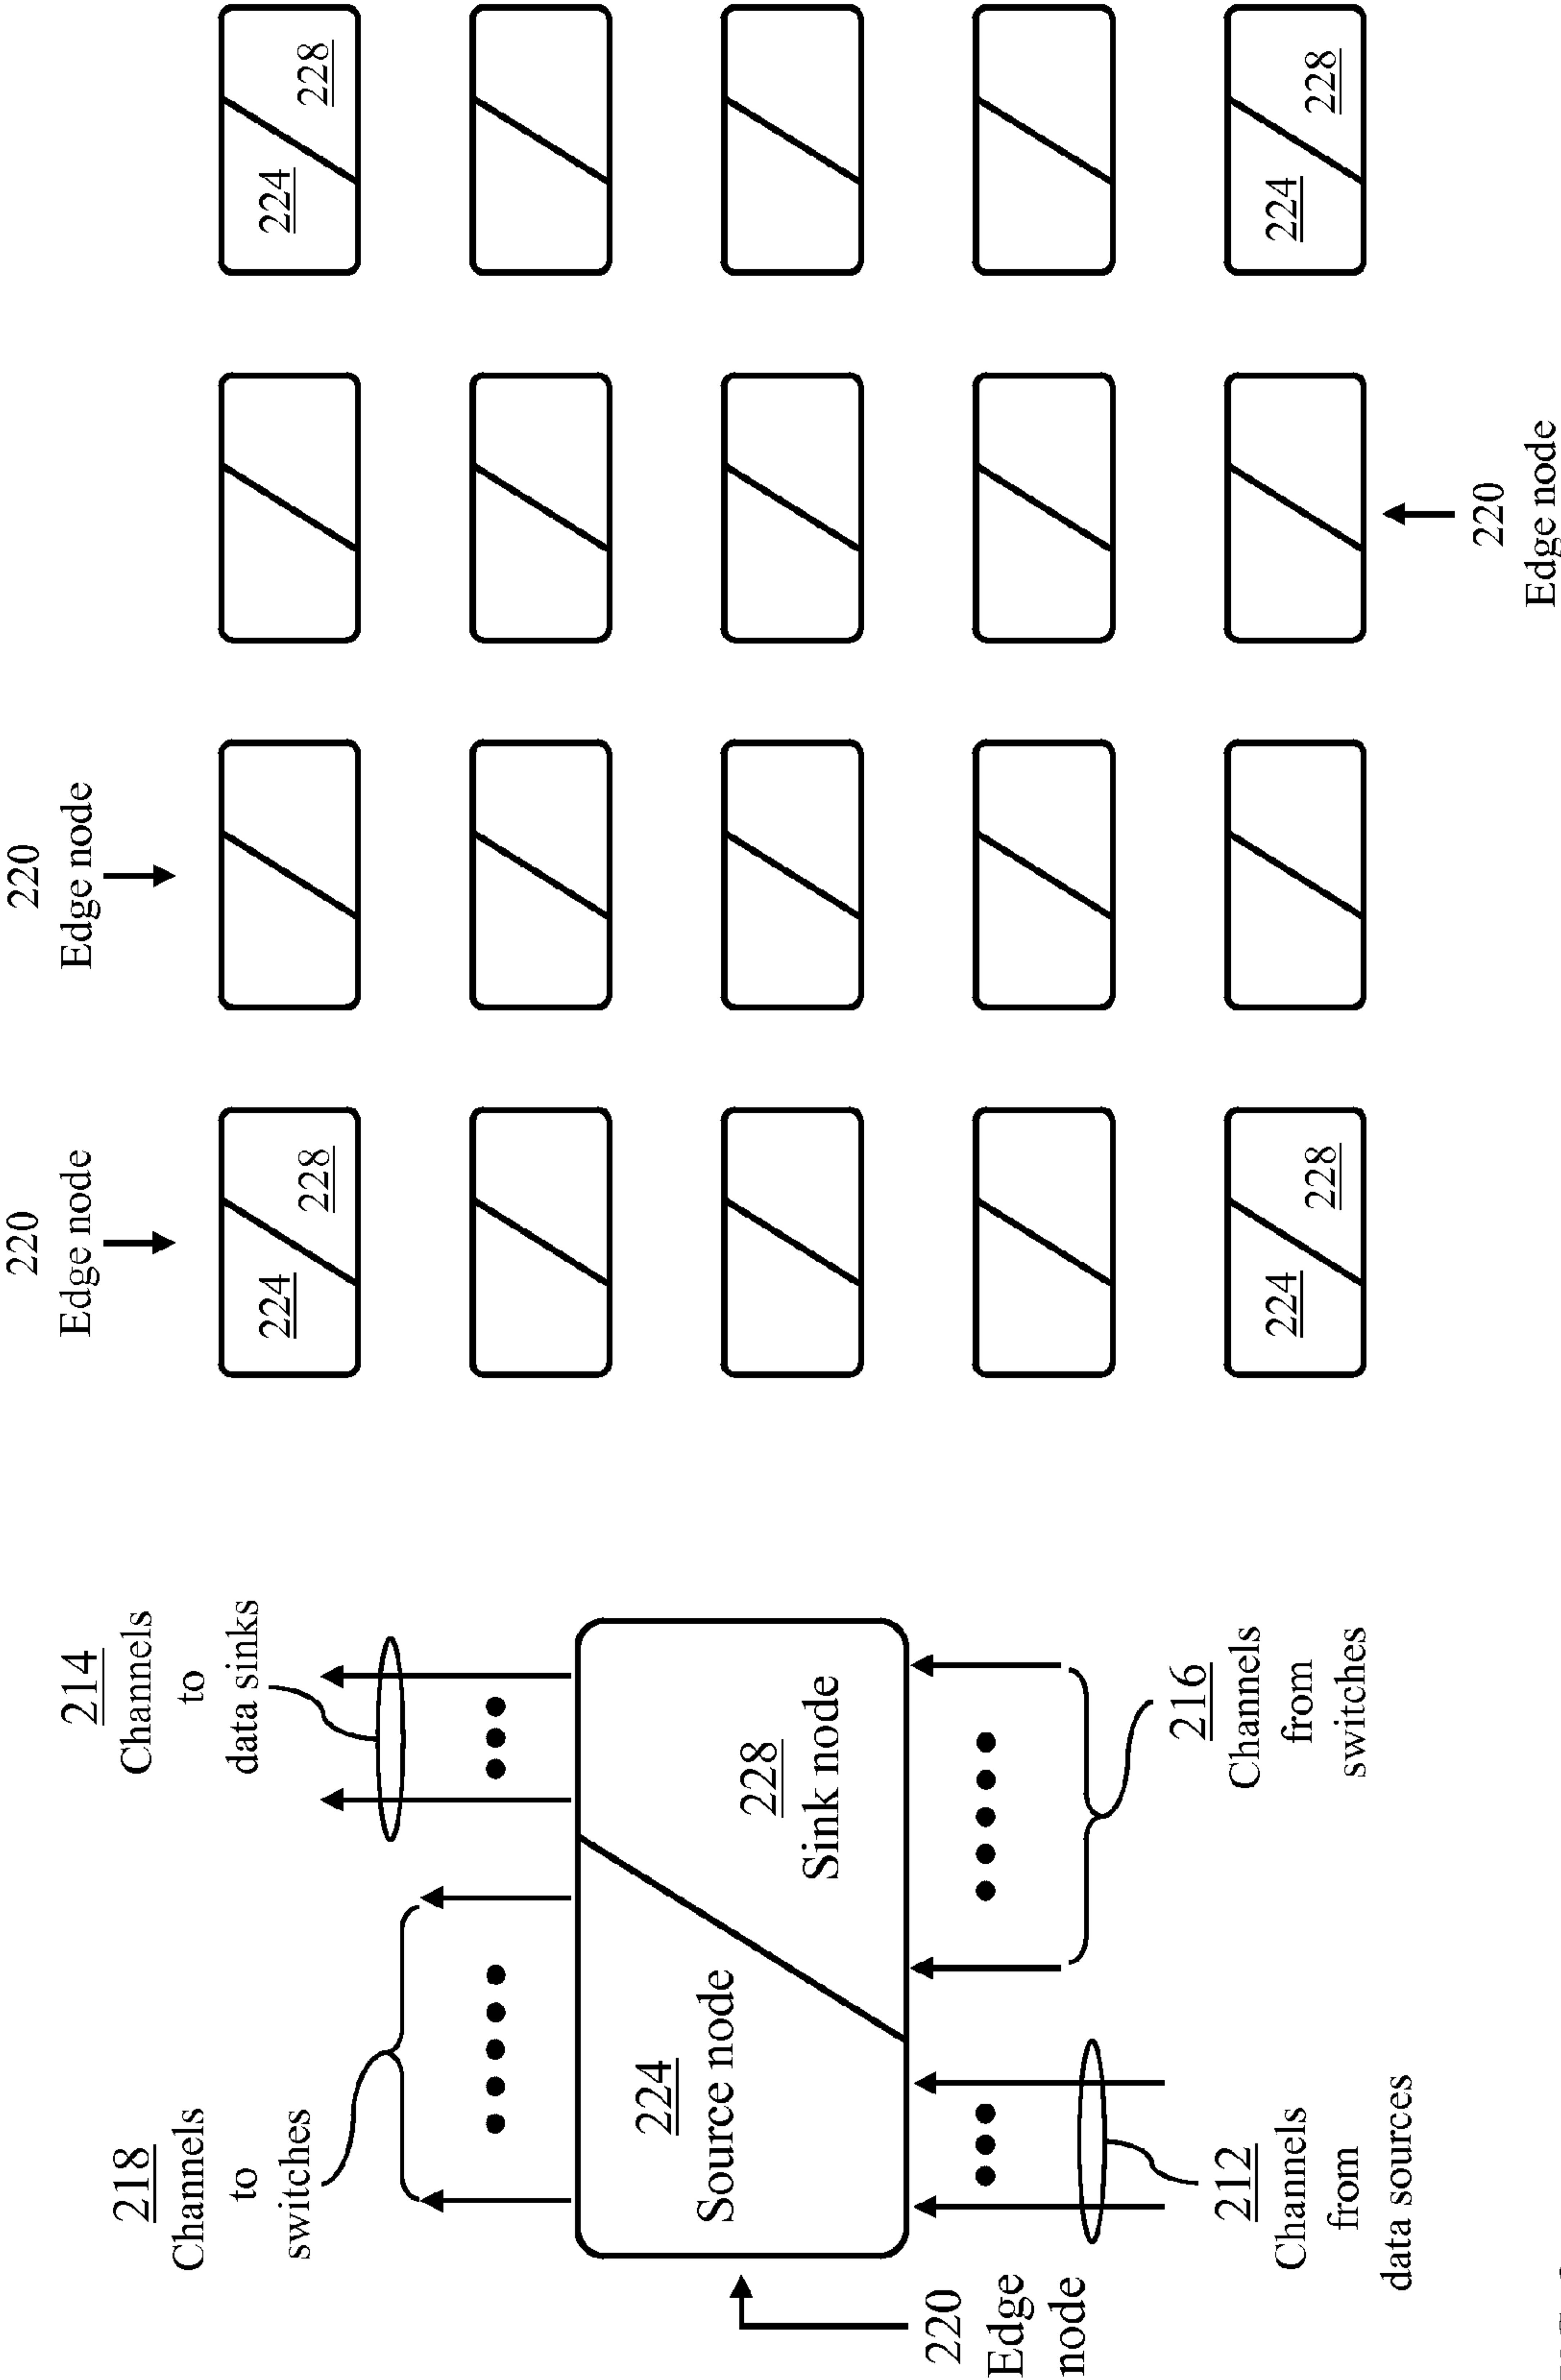 218
Channels
to
switches
214
Channels
to
data sinks
224
Source node
228
Sink node
220
Edge
node
212
Channels
from
data sources
216
Channels
from
switches
220
Edge node
220
Edge node
224
228
224
228
224
228
224
228
220
Edge node